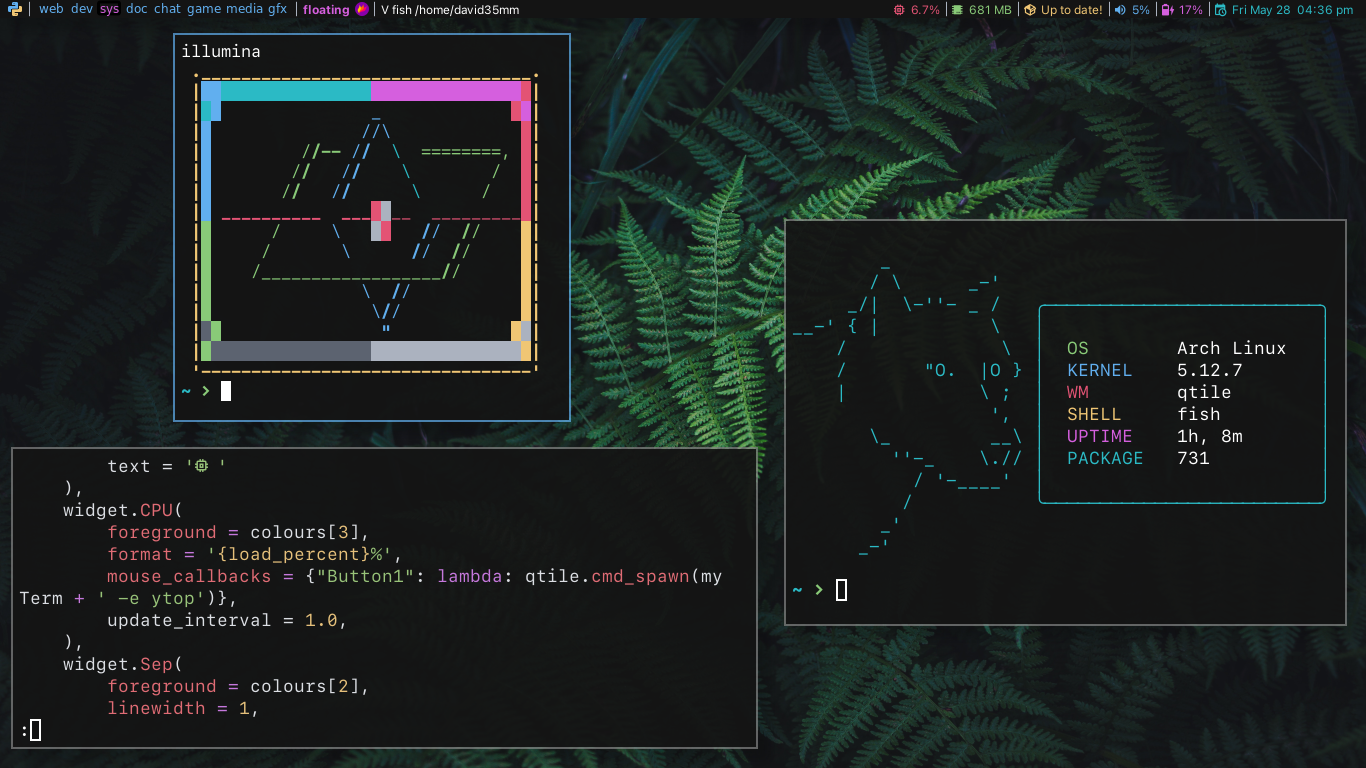 web dev sys doc chat game media gfx | floating | V fish /home/david35mm 6.7% | 681 MB | Up to date! | 5% | 17% | Fri May 28 04:36 pm
illumina
~ >
OS Arch Linux
KERNEL 5.12.7
WM qtile
SHELL fish
UPTIME 1h, 8m
PACKAGE 731
~ >
text = ' '
),
widget.CPU(
foreground = colours[3],
format = '{load_percent}%',
mouse_callbacks = {"Button1": lambda: qtile.cmd_spawn(my
Term + ' -e ytop')},
update_interval = 1.0,
),
widget.Sep(
foreground = colours[2],
linewidth = 1,
: